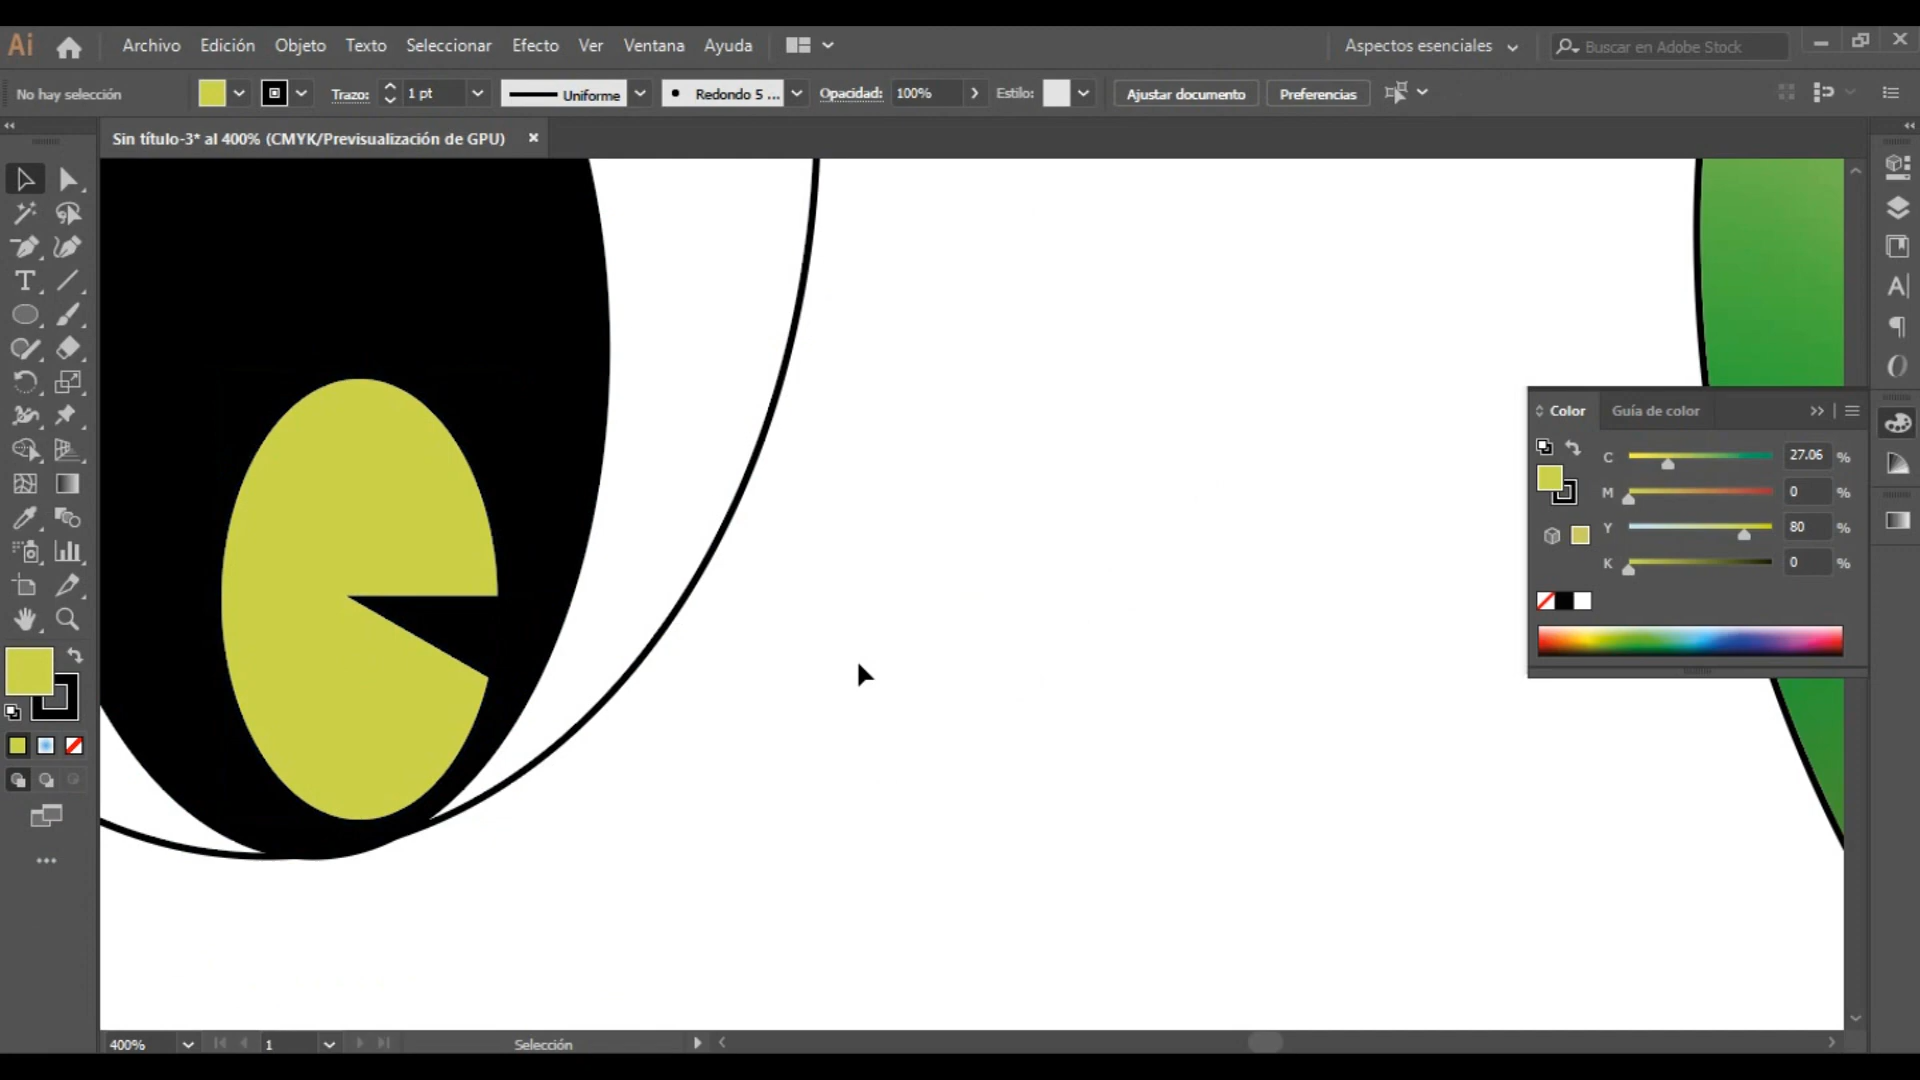 Ai Archivo Edición Objeto Texto Seleccionar Efecto Ver Ventana Ayuda Aspectos esenciales Buscar en Adobe Stock
No hay selección Trazo: 1 pt Uniforme Redondo 5 ... Opacidad: 100% Estilo: Ajustar documento Preferencias
Sin título-3* al 400% (CMYK/Previsualización de GPU)
Color Guía de color
C 27.06 %
M 0 %
Y 80 %
K 0 %
400% 1 Selección